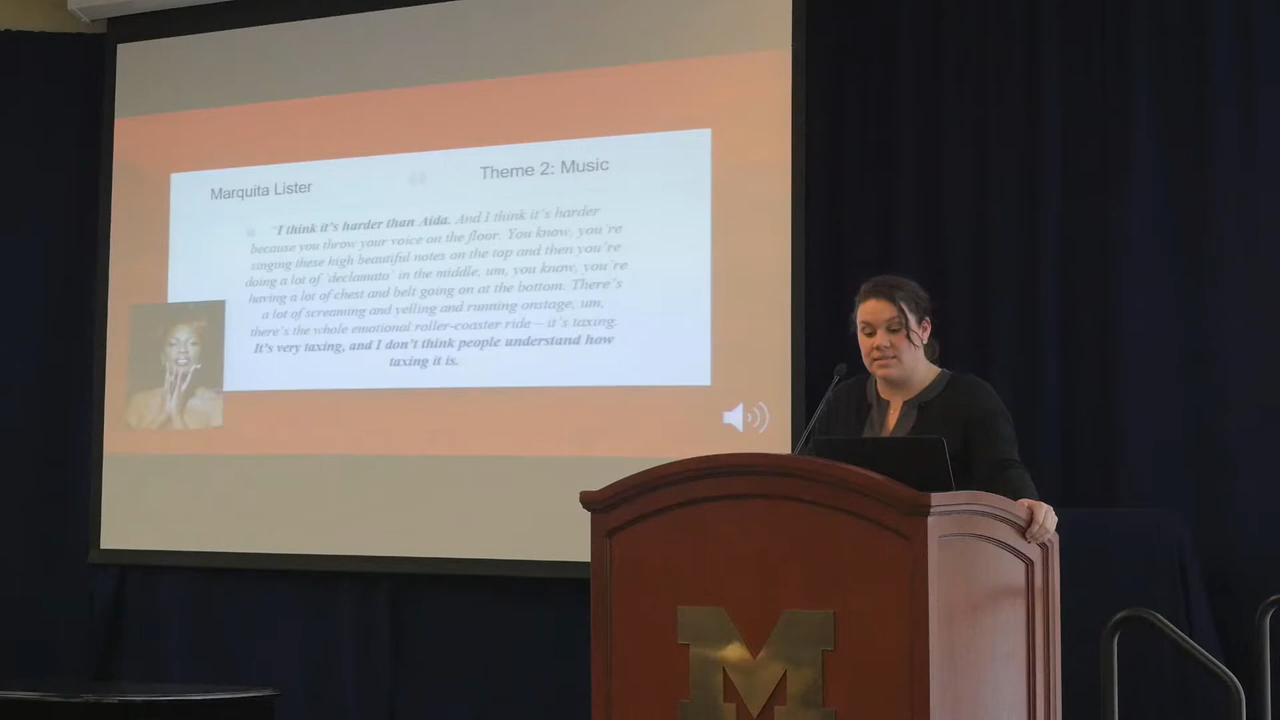 Marquita Lister
Theme 2: Music
"I think it's harder than Aida. And I think it's harder
because you throw your voice on the floor. You know, you're
singing these high beautiful notes on the top and then you're
doing a lot of 'declamato' in the middle, um, you know, you're
having a lot of chest and belt going on at the bottom. There's
a lot of screaming and yelling and running onstage, um,
there's the whole emotional roller-coaster ride – it's taxing.
It's very taxing, and I don't think people understand how
taxing it is.
M